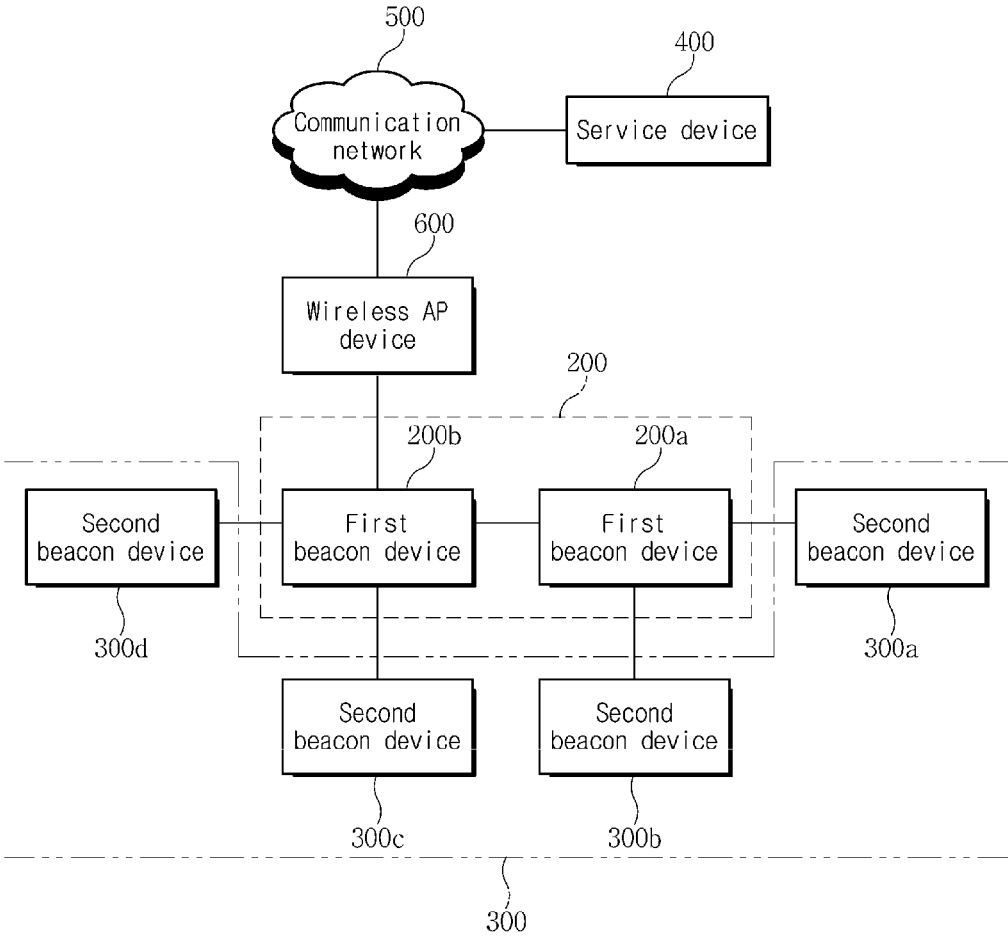 500
400
Communication
network
Service device
600
Wireless AP
device
200
200b
200a
Second
beacon device
First
beacon device
First
beacon device
Second
beacon device
300d
300a
Second
beacon device
Second
beacon device
300c
300b
300